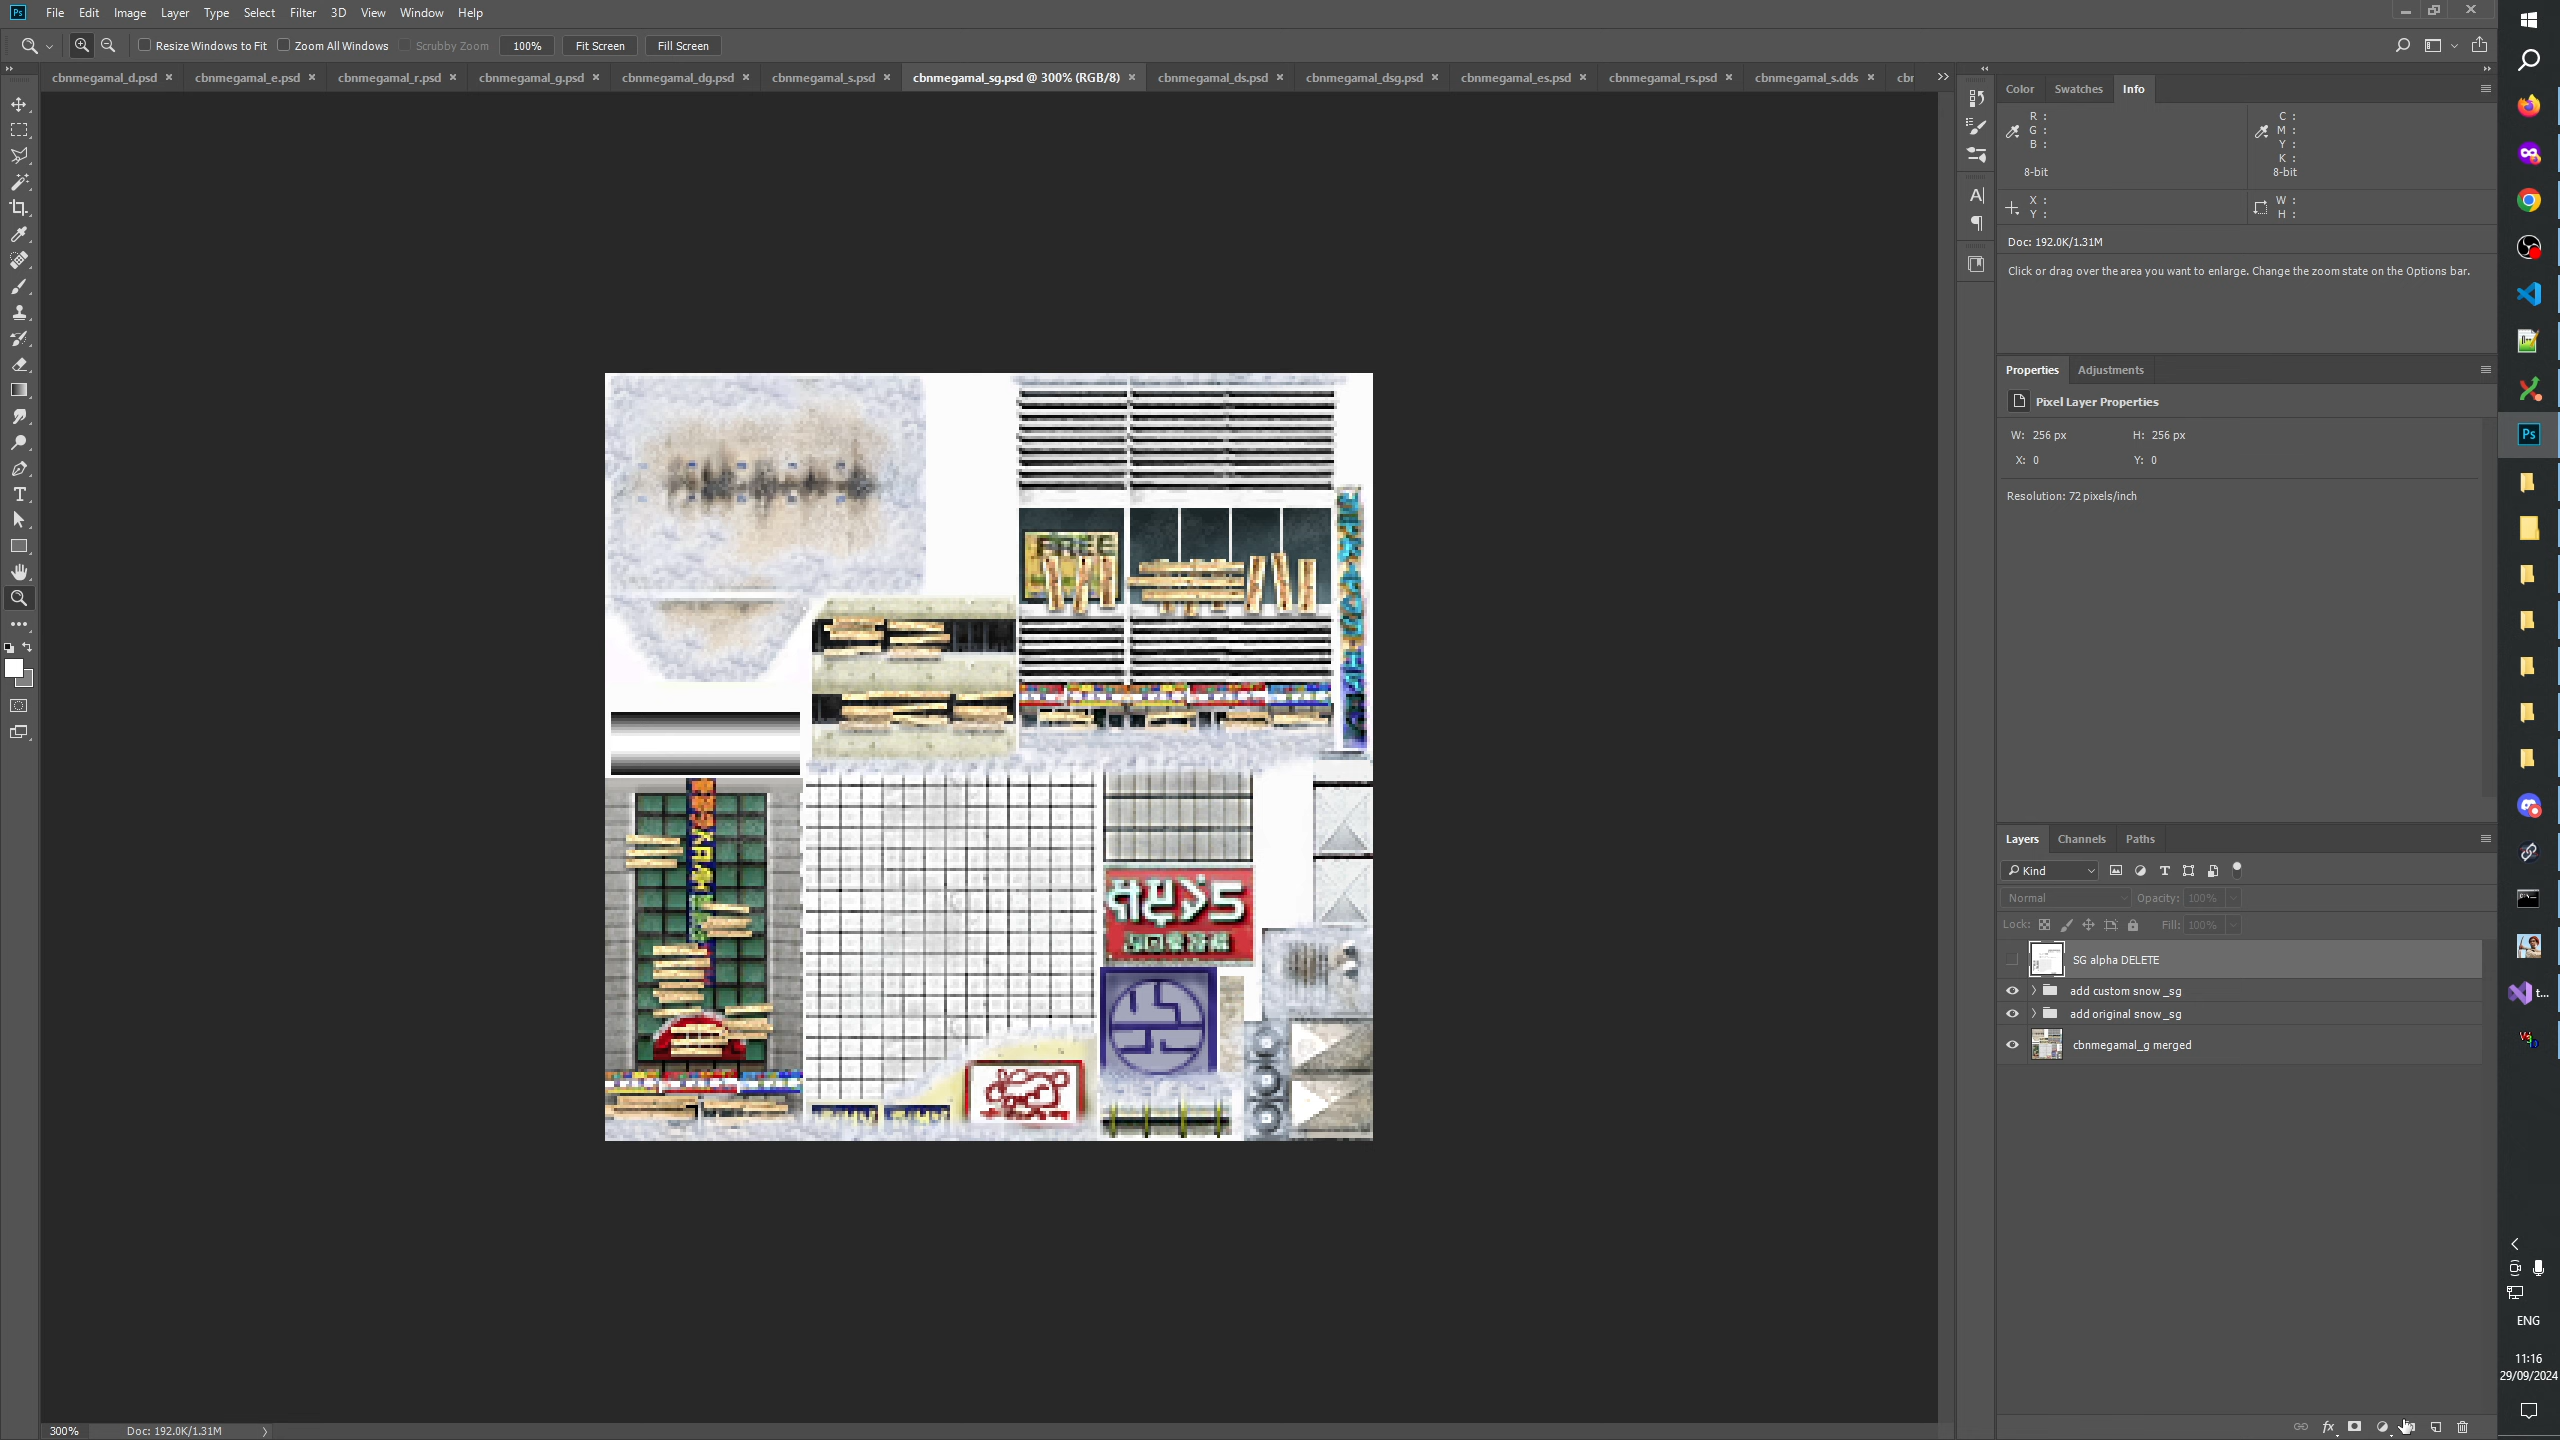 File Edit Image Layer Type Select Filter 3D View Window Help
Resize Windows to Fit Zoom All Windows Scrubby Zoom 100% Fit Screen Fill Screen
cbnmegamal_d.psd × cbnmegamal_e.psd × cbnmegamal_r.psd × cbnmegamal_g.psd × cbnmegamal_dg.psd × cbnmegamal_s.psd × cbnmegamal_sg.psd @ 300% (RGB/8) × cbnmegamal_ds.psd × cbnmegamal_dsg.psd × cbnmegamal_es.psd × cbnmegamal_rs.psd × cbnmegamal_s.dds × cbr
Color Swatches Info
R : C :
G : M :
B : Y :
K :
8-bit 8-bit
X : W :
Y : H :
Doc: 192.0K/1.31M
Click or drag over the area you want to enlarge. Change the zoom state on the Options bar.
Properties Adjustments
Pixel Layer Properties
W: 256 px H: 256 px
X: 0 Y: 0
Resolution: 72 pixels/inch
FREE
Layers Channels Paths
Kind
Normal Opacity: 100%
Lock: Fill: 100%
SG alpha DELETE
add custom snow _sg
add original snow _sg
cbnmegamal_g merged
300% Doc: 192.0K/1.31M
Ps
t...
ENG
11:16
29/09/2024